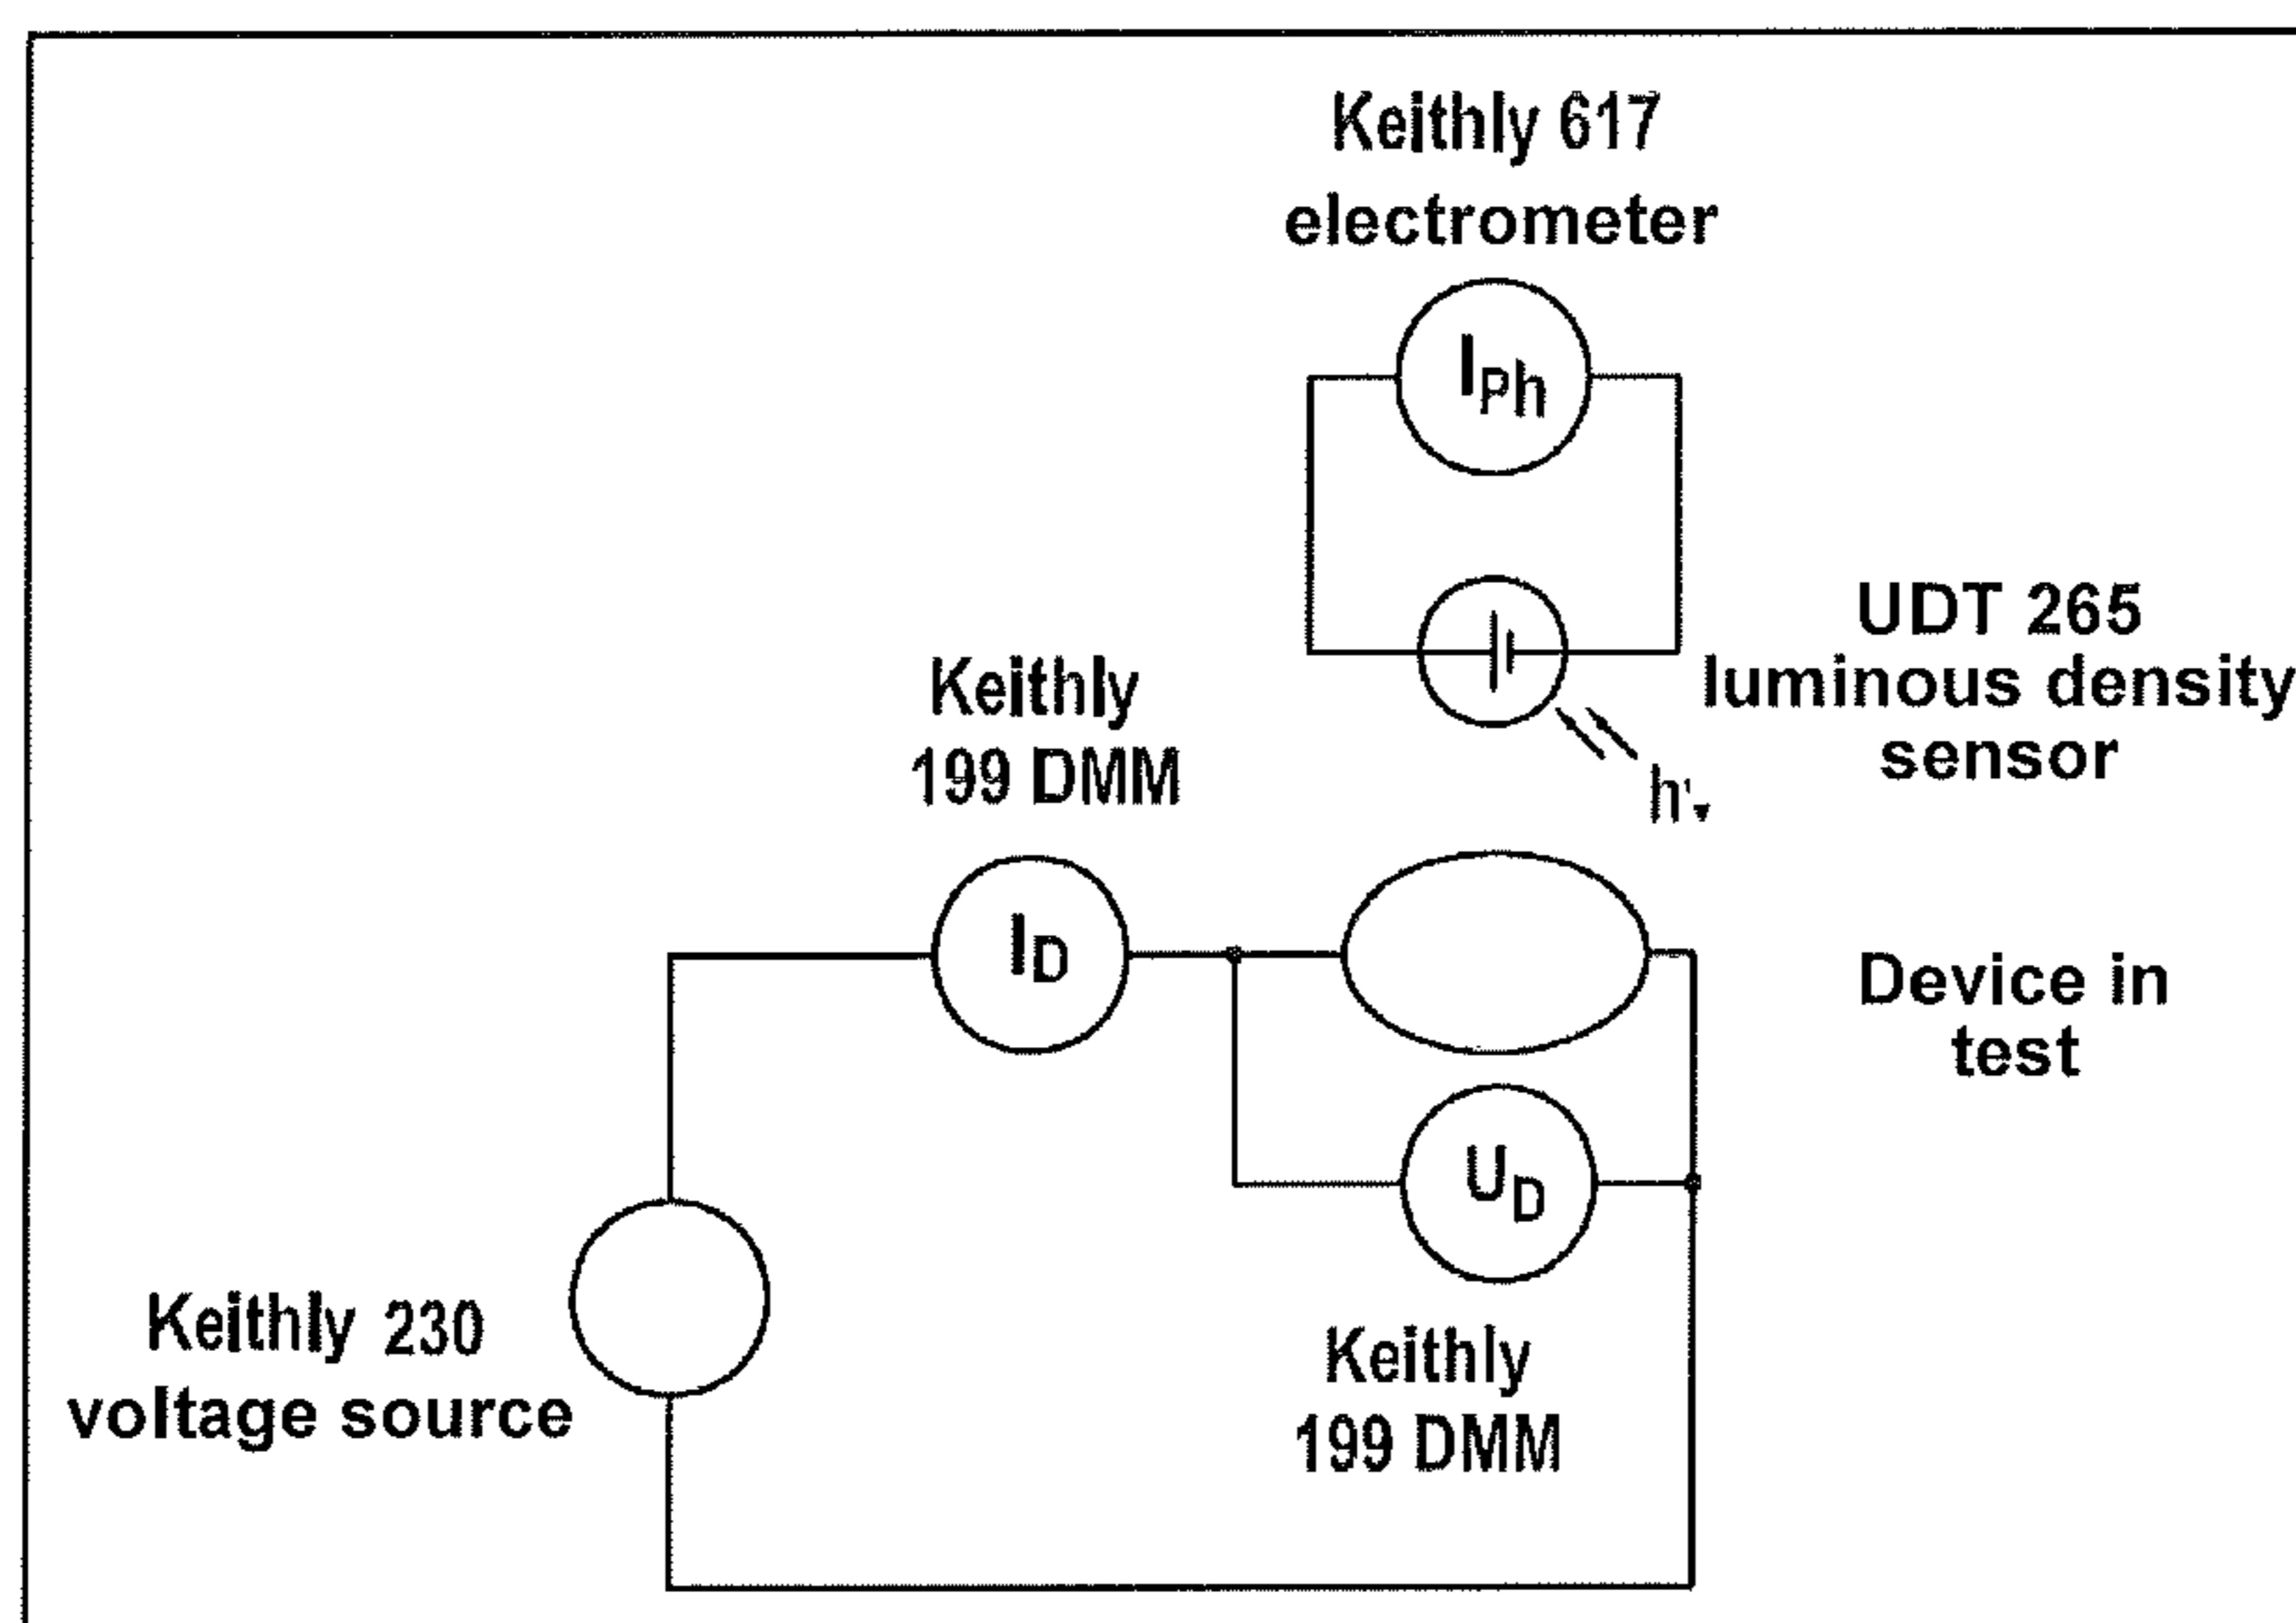 Keithly 617
electrometer
IPh
UDT 265
luminous density
sensor
Keithly
199 DMM
ID
Device in
test
UD
Keithly 230
voltage source
Keithly
199 DMM